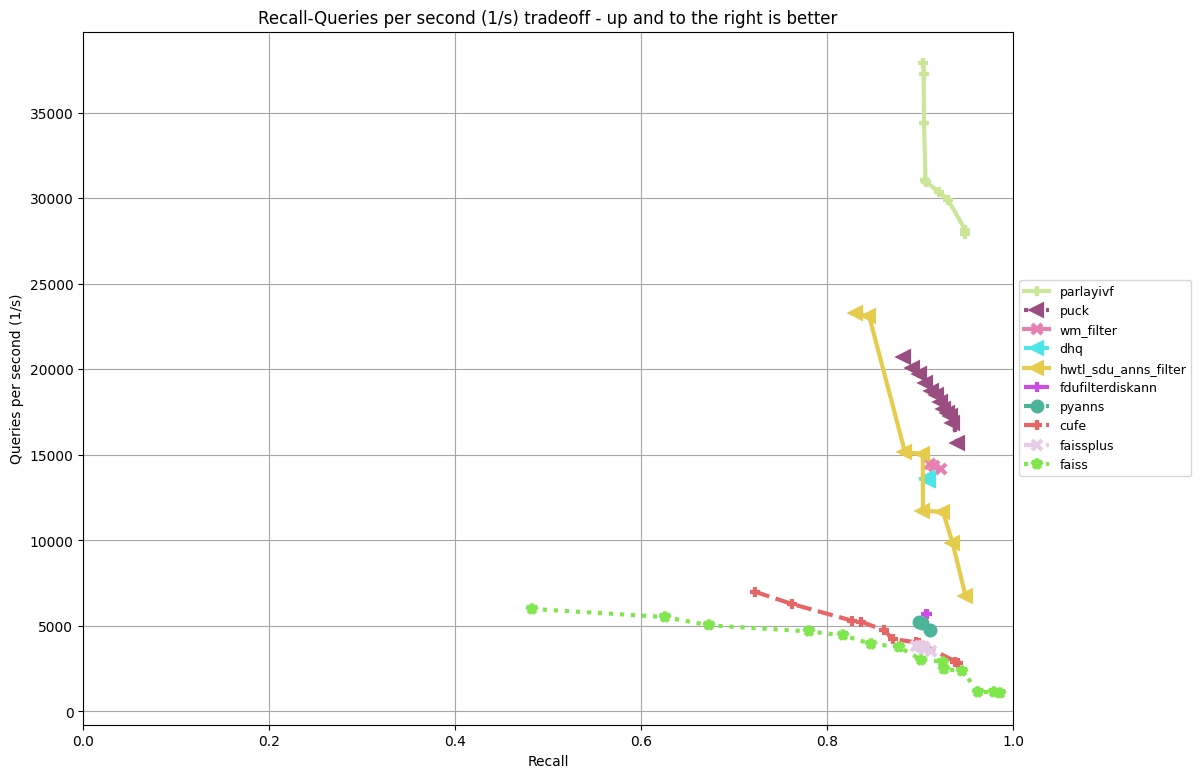 Recall-Queries per second (1/s) tradeoff - up and to the right is better
Queries per second (1/s)
35000
30000
25000
20000
15000
10000
5000
0
0.0
0.2
0.4
0.6
0.8
1.0
Recall
parlayivf
puck
wm_filter
dhq
hwtl_sdu_anns_filter
fdufilterdiskann
pyanns
cufe
faissplus
faiss